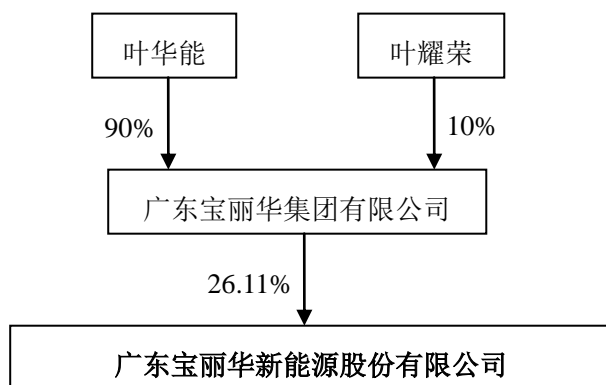 叶华能
叶耀荣
90%
10%
广东宝丽华集团有限公司
26.11%
广东宝丽华新能源股份有限公司